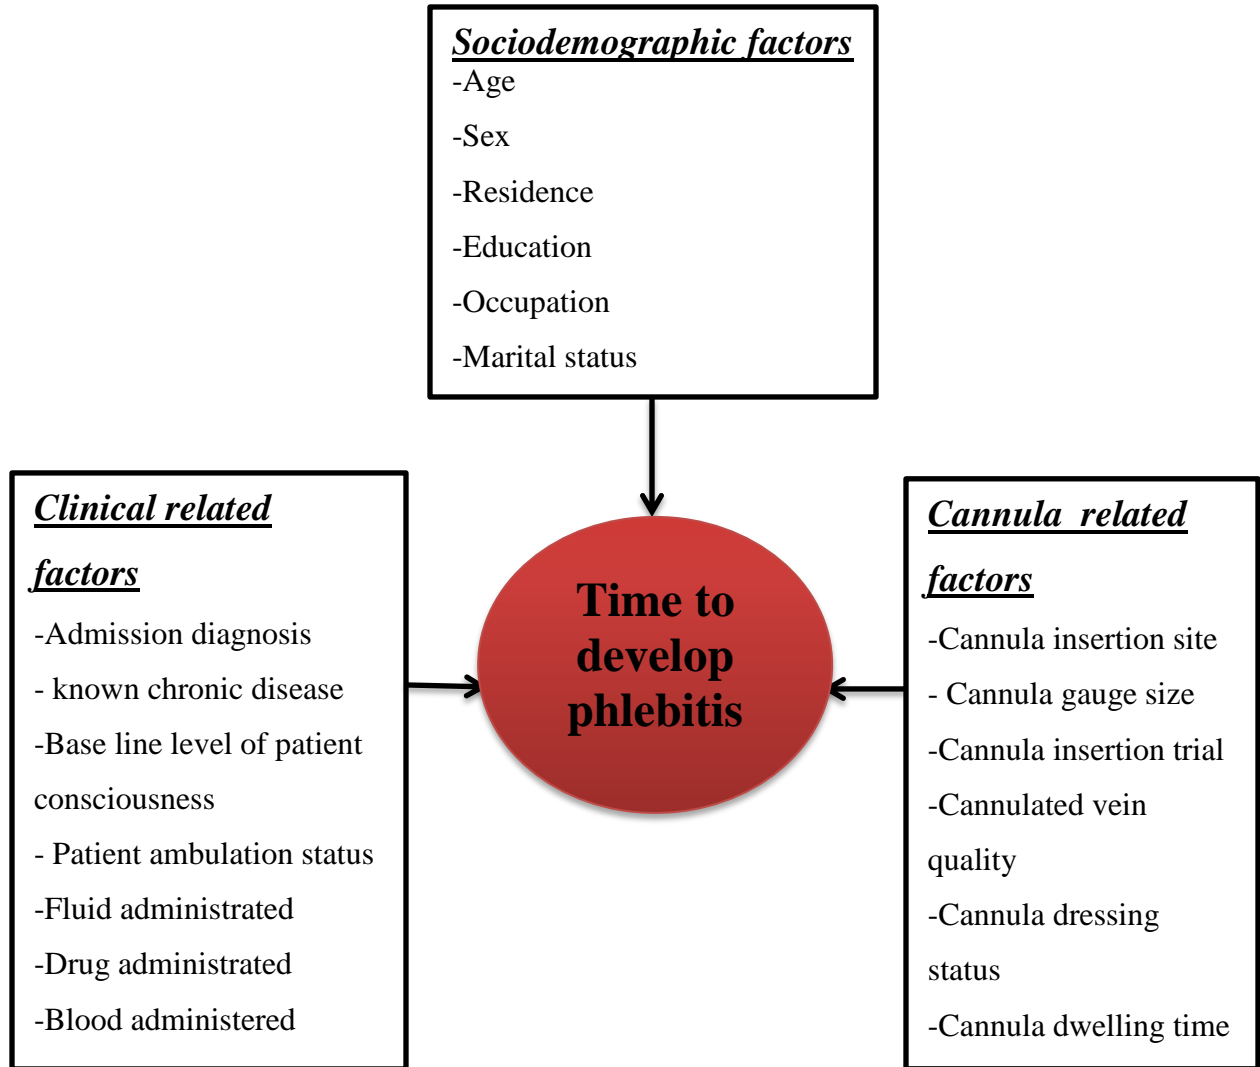 Sociodemographic factors
-Age
-Sex
-Residence
-Education
-Occupation
-Marital status
Clinical related
factors
-Admission diagnosis
- known chronic disease
-Base line level of patient
consciousness
- Patient ambulation status
-Fluid administrated
-Drug administrated
-Blood administered
Time to
develop
phlebitis
Cannula  related
factors
-Cannula insertion site
- Cannula gauge size
-Cannula insertion trial
-Cannulated vein
quality
-Cannula dressing
status
-Cannula dwelling time